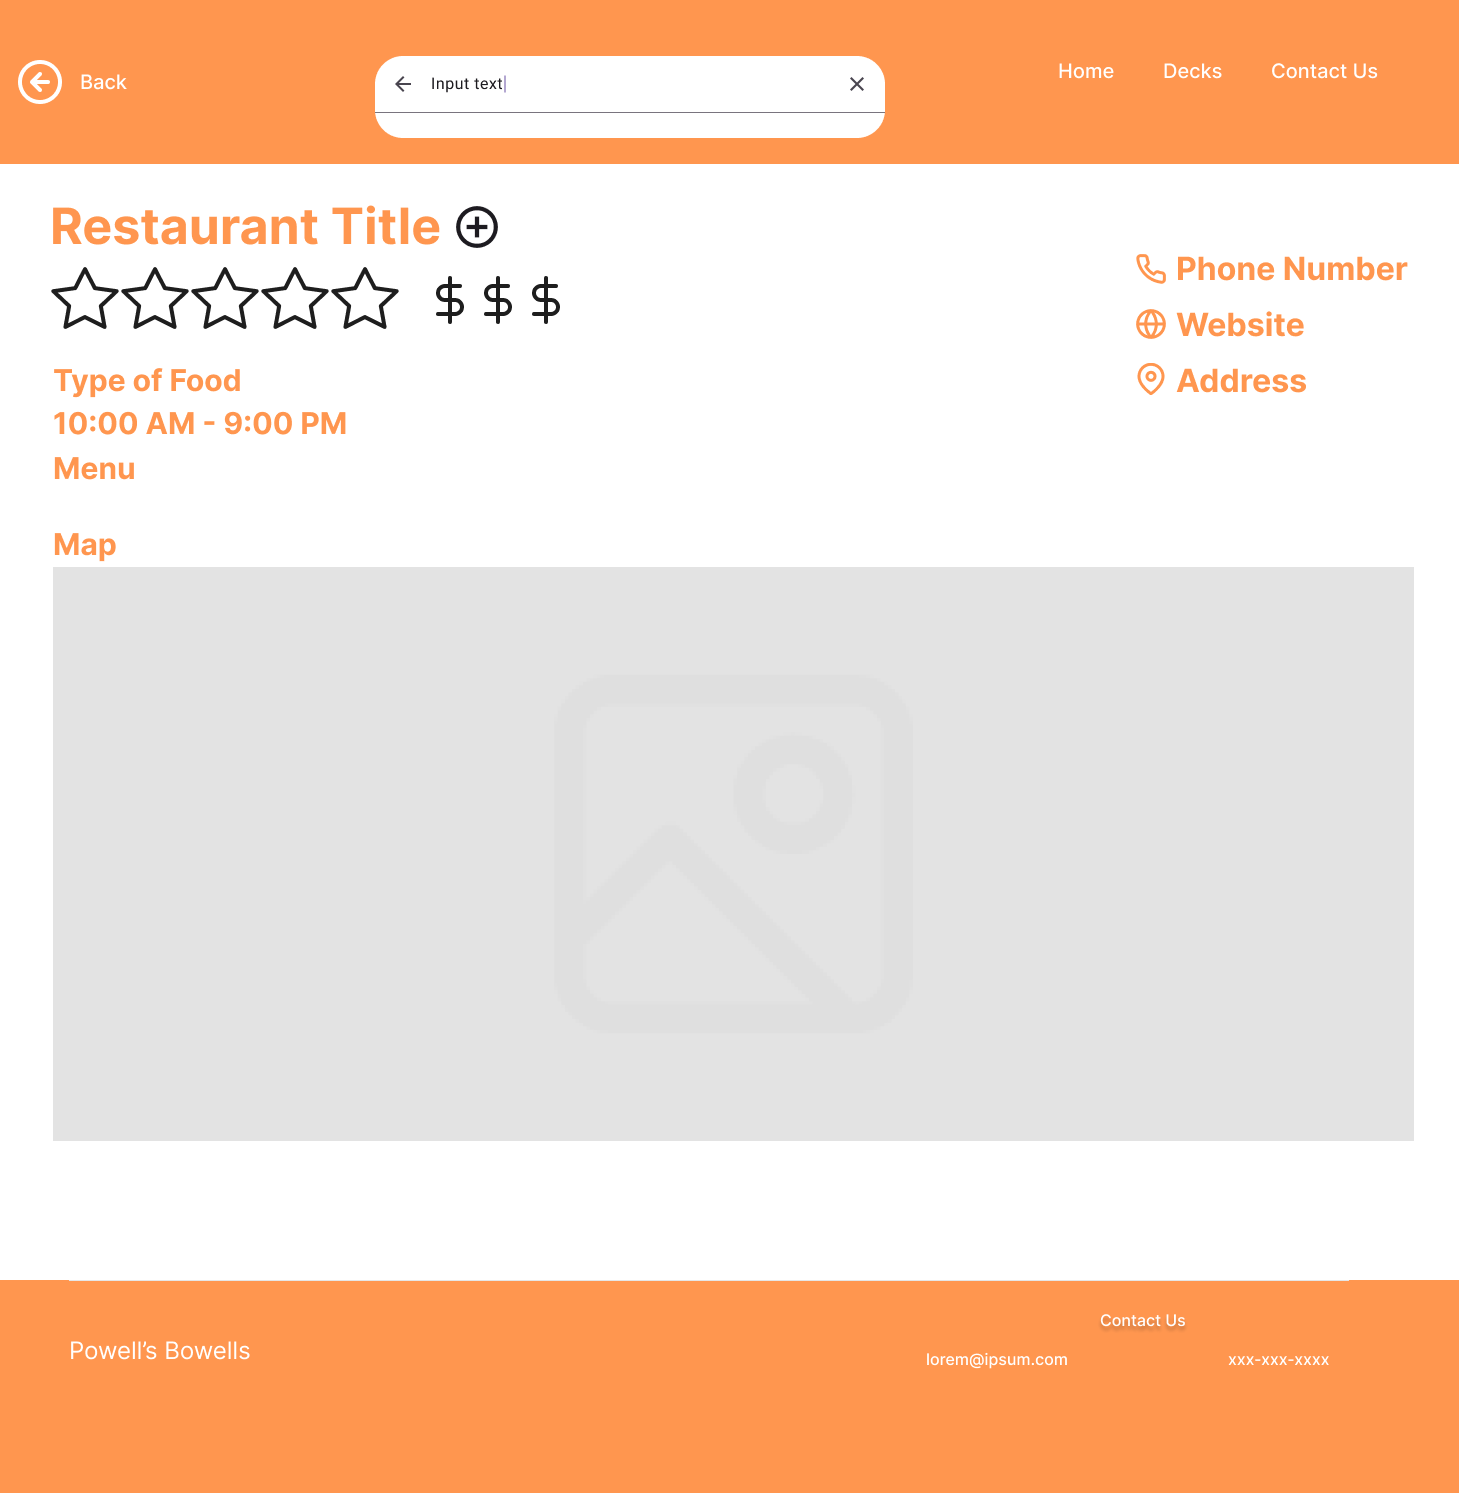 Back
Input text
Home
Decks
Contact Us
Restaurant Title
$ $ $
Phone Number
Website
Address
Type of Food
10:00 AM - 9:00 PM
Menu
Map
Powell’s Bowells
Contact Us
lorem@ipsum.com
xxx-xxx-xxxx